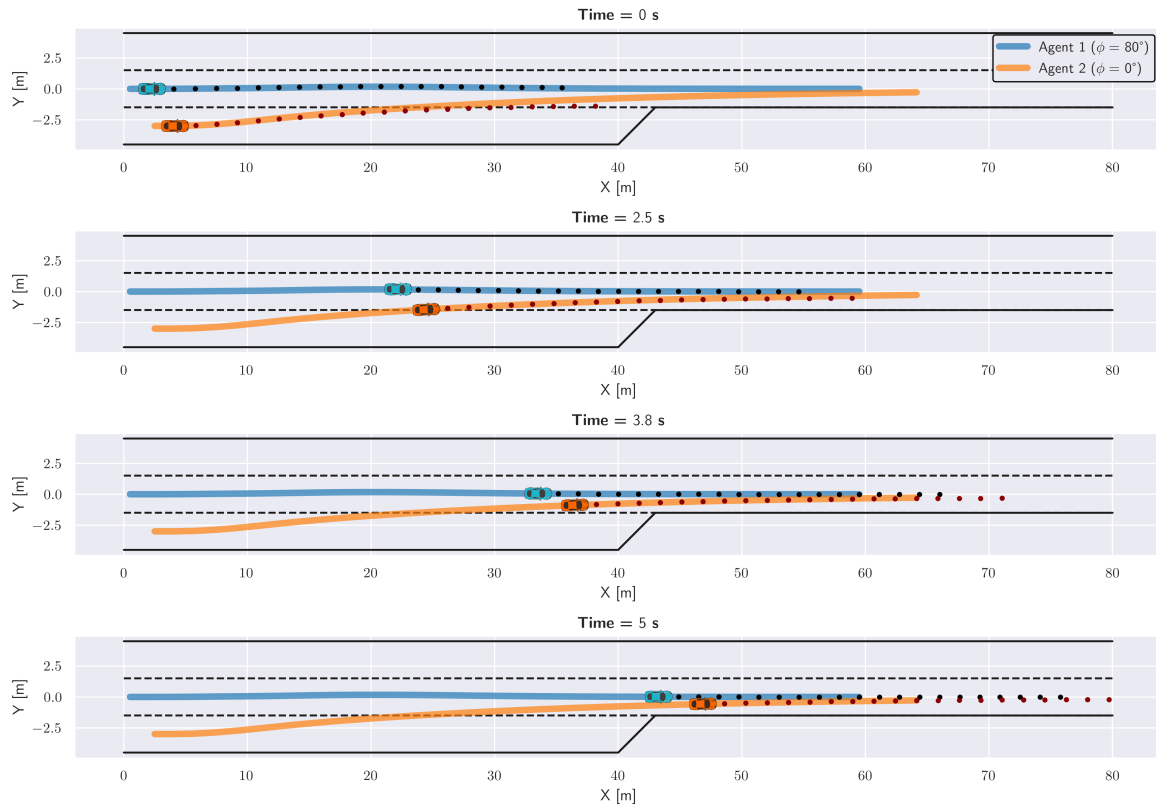 Time = 0 s
Y [m]
2.5
0.0
−2.5
Agent 1 (ϕ = 80°)
Agent 2 (ϕ = 0°)
0 10 20 30 40 50 60 70 80
X [m]
Time = 2.5 s
Y [m]
2.5
0.0
−2.5
0 10 20 30 40 50 60 70 80
X [m]
Time = 3.8 s
Y [m]
2.5
0.0
−2.5
0 10 20 30 40 50 60 70 80
X [m]
Time = 5 s
Y [m]
2.5
0.0
−2.5
0 10 20 30 40 50 60 70 80
X [m]